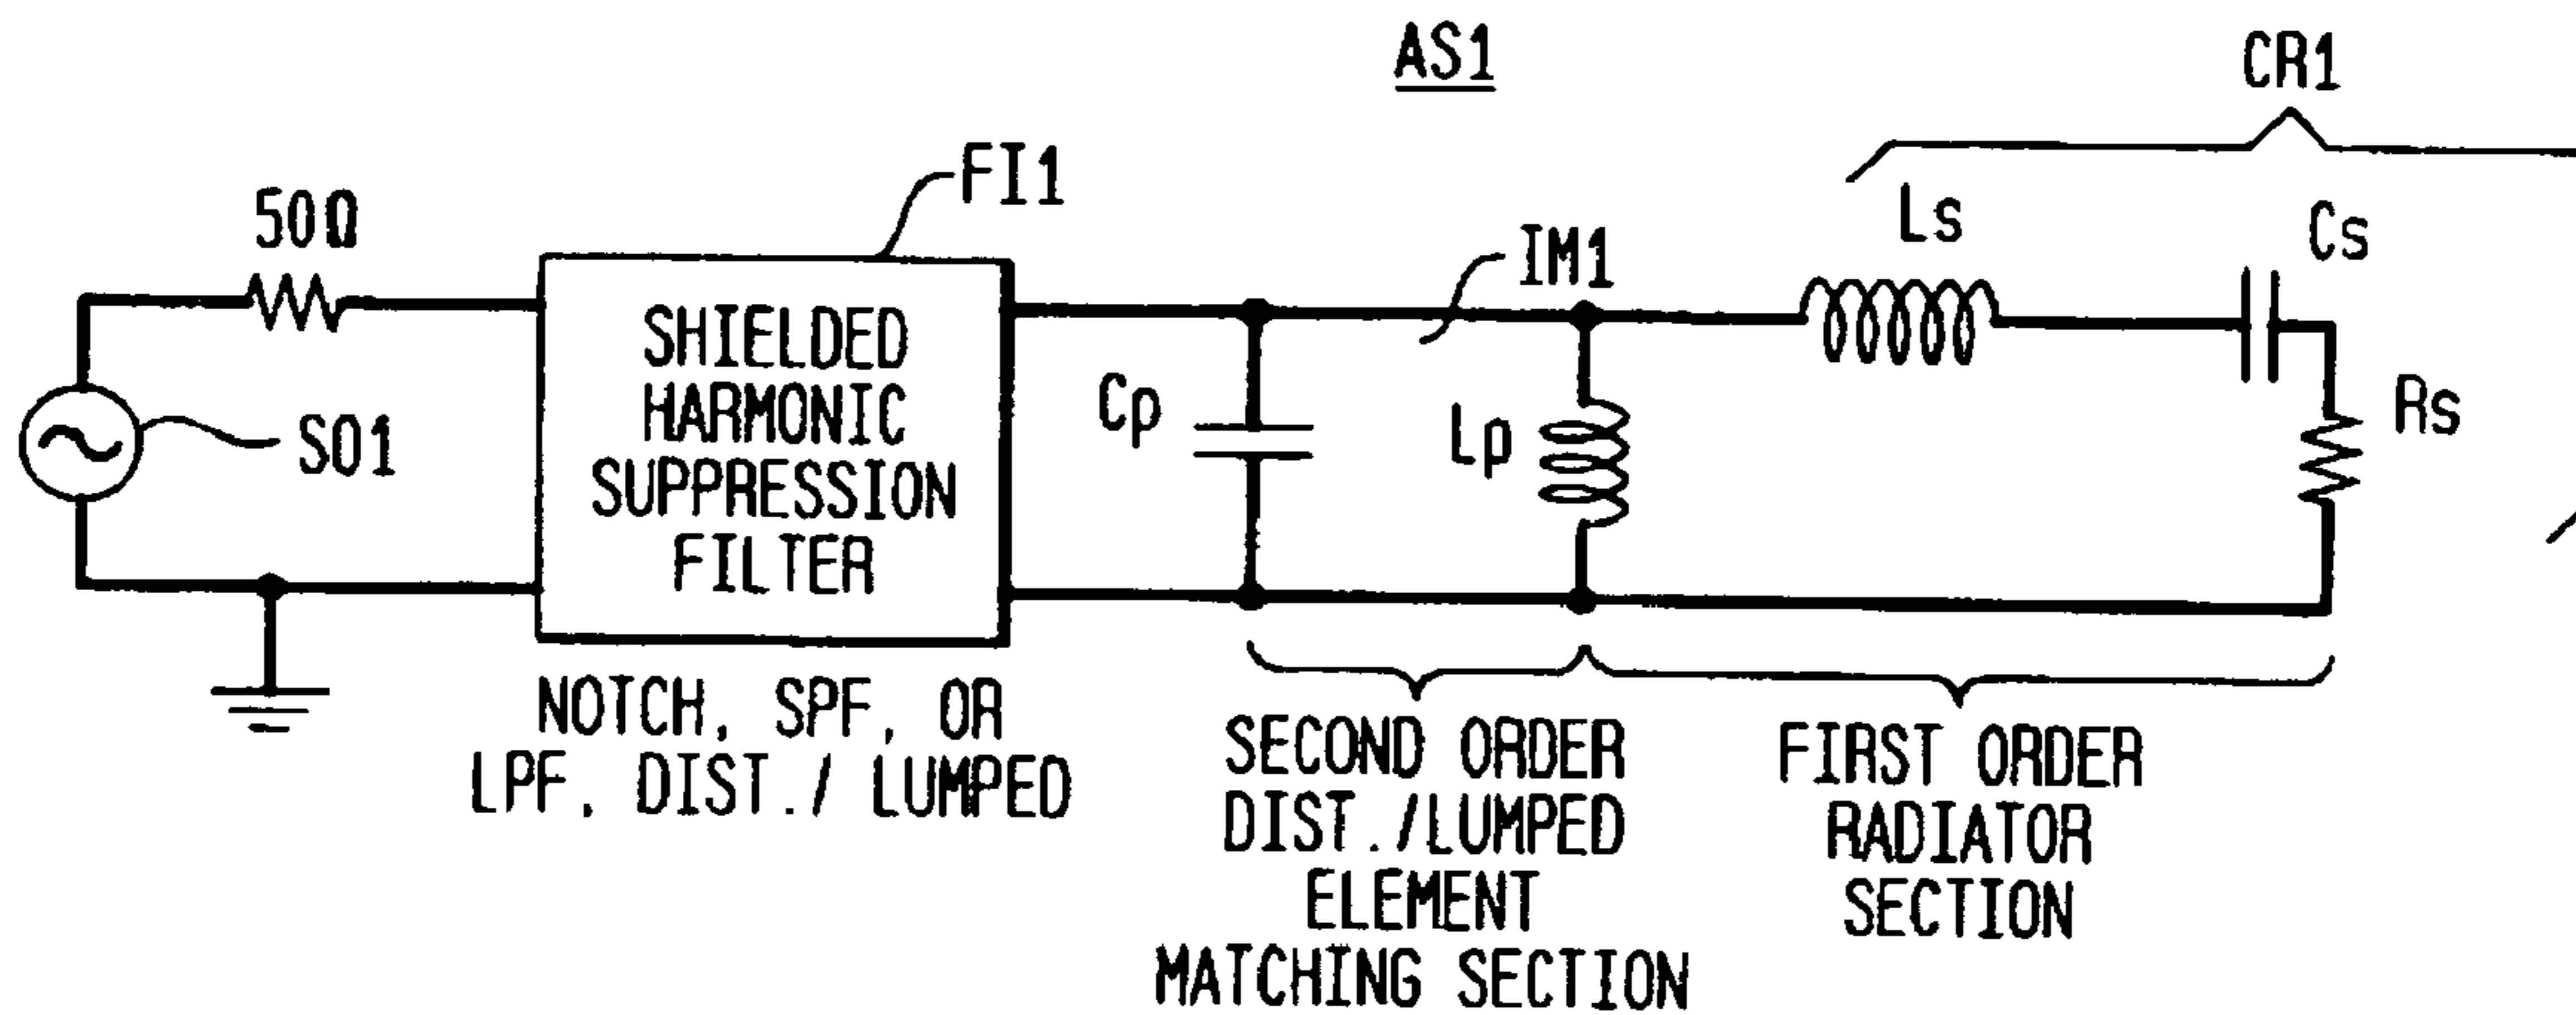 AS1
CR1
50Ω
FI1
SO1
SHIELDED
HARMONIC
SUPPRESSION
FILTER
NOTCH, SPF, OR
LPF, DIST./ LUMPED
IM1
Cp
Lp
Ls
Cs
Rs
SECOND ORDER
DIST./LUMPED
ELEMENT
MATCHING SECTION
FIRST ORDER
RADIATOR
SECTION